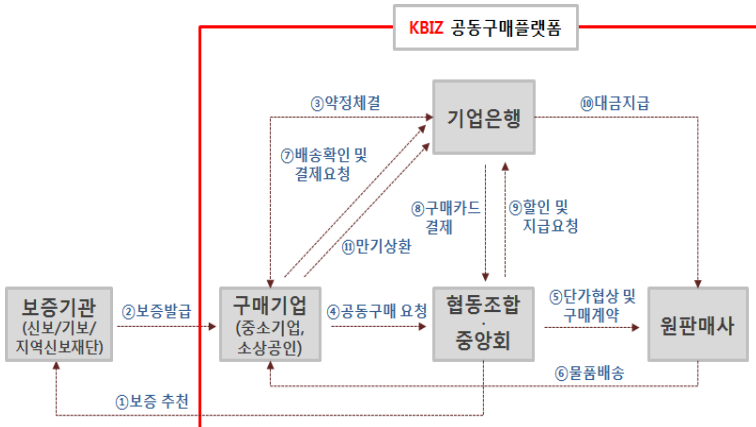 KBIZ 공동구매플랫폼
③약정체결
⑩대금지급
기업은행
⑦배송확인 및
결제요청
⑧구매카드
결제
⑨할인 및
지급요청
⑪만기상환
보증기관
(신보/기보/
지역신보재단)
②보증발급
구매기업
(중소기업,
소상공인)
④공동구매 요청
협동조합
·
중앙회
⑤단가협상 및
구매계약
원판매사
⑥물품배송
①보증 추천